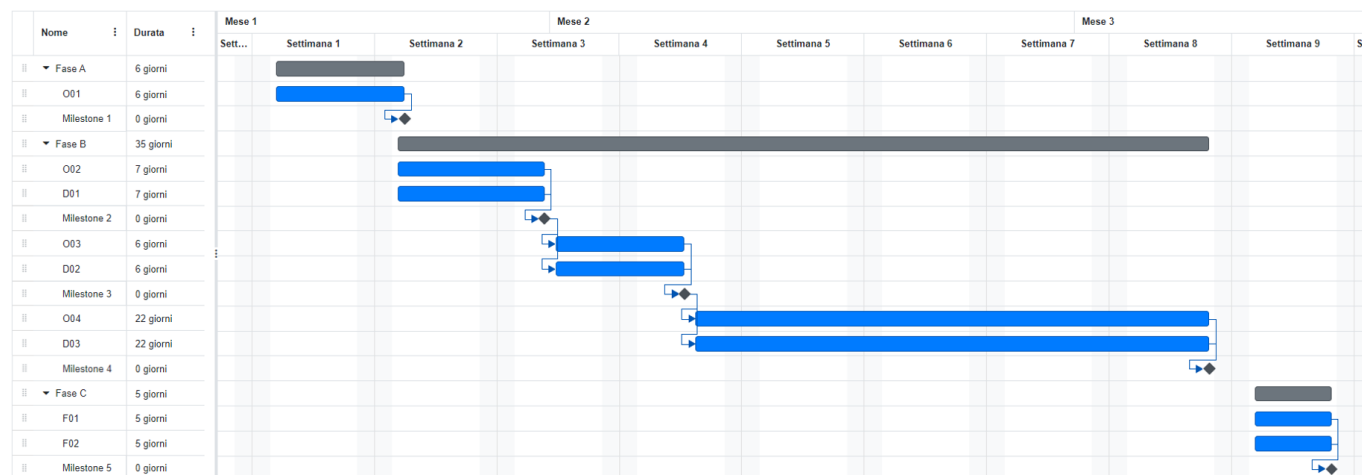 Mese 1 Mese 2 Mese 3
Nome Durata
Sett... Settimana 1 Settimana 2 Settimana 3 Settimana 4 Settimana 5 Settimana 6 Settimana 7 Settimana 8 Settimana 9 S
Fase A 6 giorni
O01 6 giorni
Milestone 1 0 giorni
Fase B 35 giorni
O02 7 giorni
D01 7 giorni
Milestone 2 0 giorni
O03 6 giorni
D02 6 giorni
Milestone 3 0 giorni
O04 22 giorni
D03 22 giorni
Milestone 4 0 giorni
Fase C 5 giorni
F01 5 giorni
F02 5 giorni
Milestone 5 0 giorni